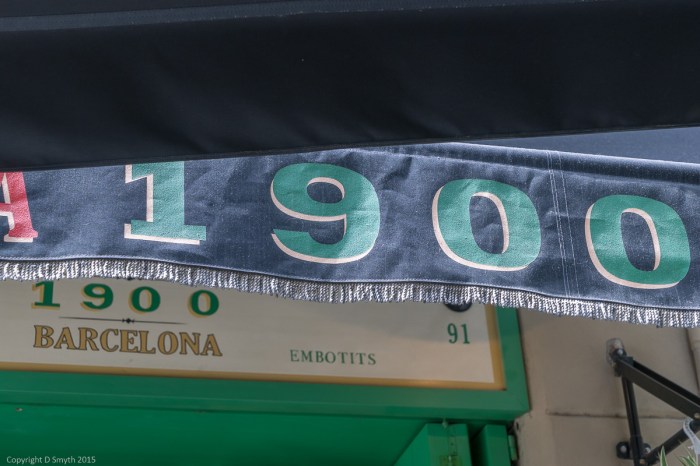 A 1900
1900
BARCELONA
EMBOTITS
91
Copyright D Smyth 2015